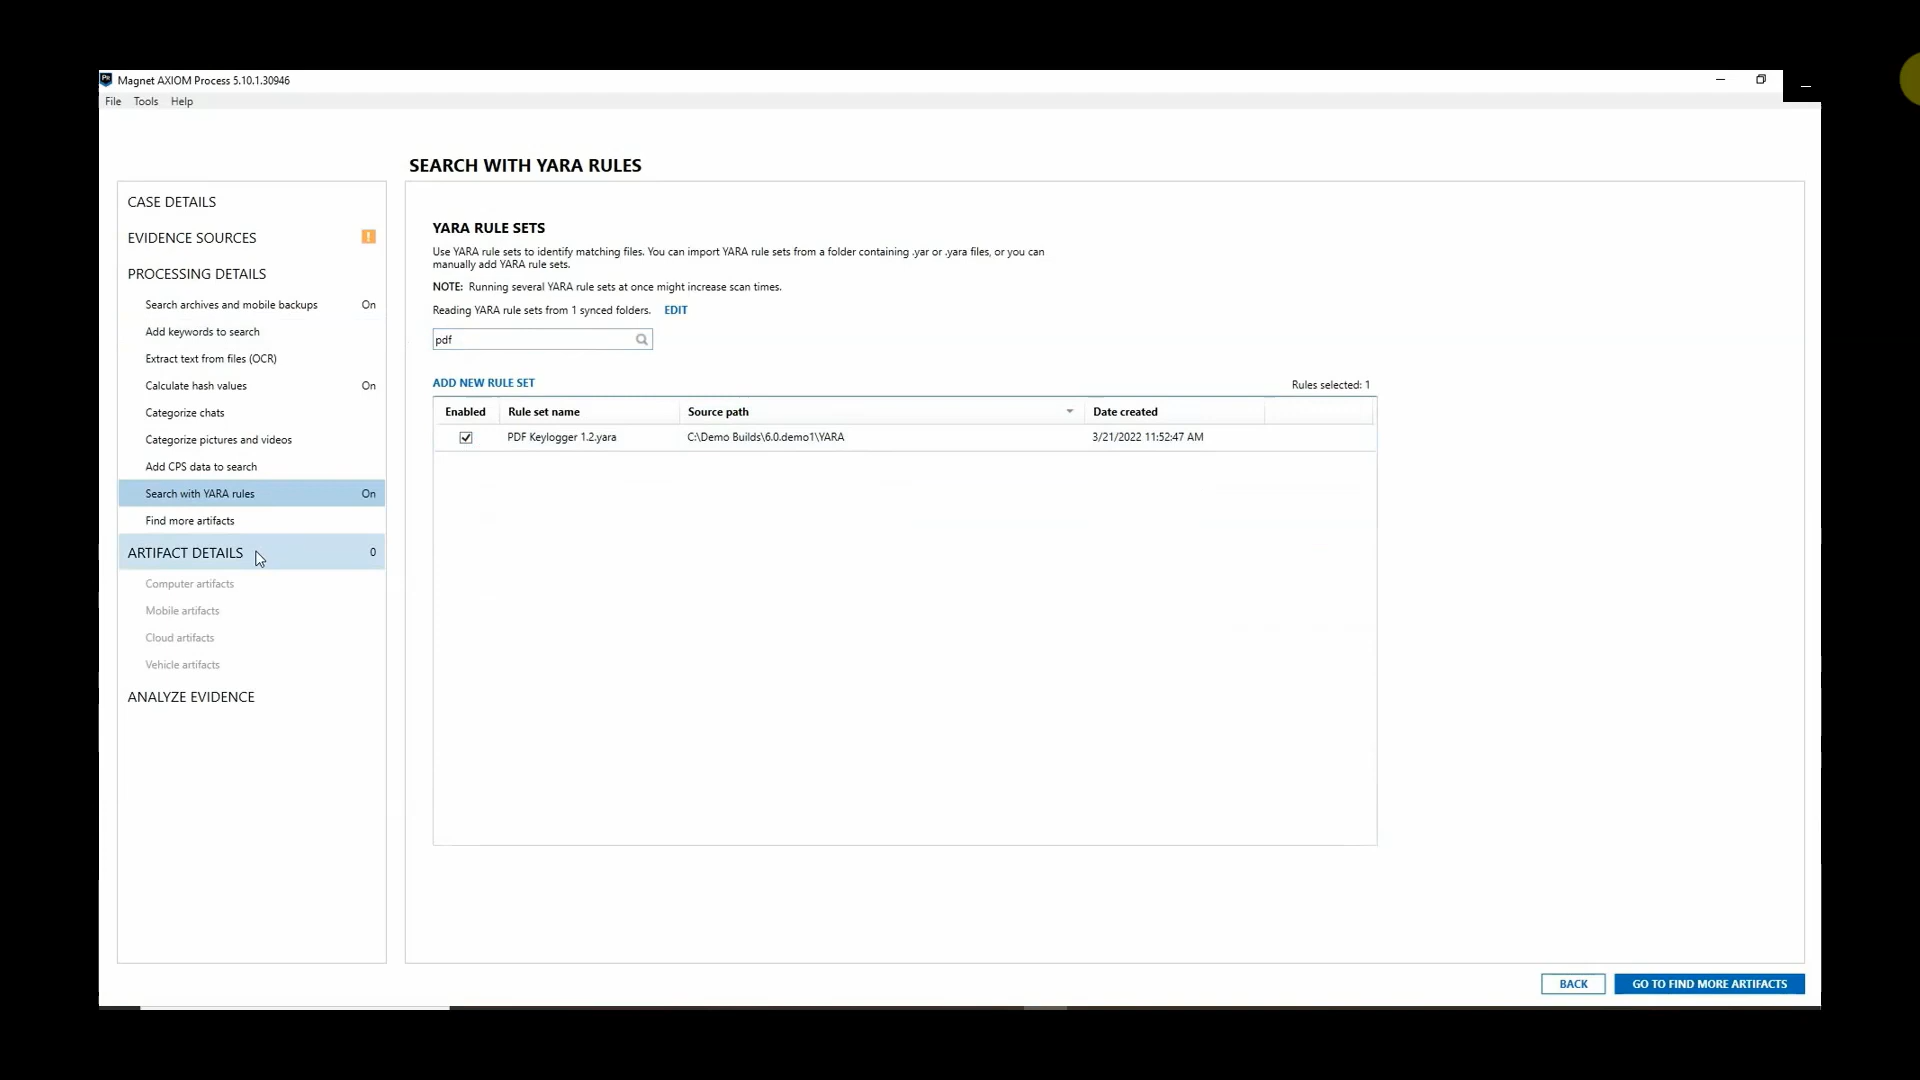 Magnet AXIOM Process 5.10.1.30946
File Tools Help
SEARCH WITH YARA RULES
CASE DETAILS
EVIDENCE SOURCES !
PROCESSING DETAILS
Search archives and mobile backups On
Add keywords to search
Extract text from files (OCR)
Calculate hash values On
Categorize chats
Categorize pictures and videos
Add CPS data to search
Search with YARA rules On
Find more artifacts
ARTIFACT DETAILS 0
Computer artifacts
Mobile artifacts
Cloud artifacts
Vehicle artifacts
ANALYZE EVIDENCE
YARA RULE SETS
Use YARA rule sets to identify matching files. You can import YARA rule sets from a folder containing .yar or .yara files, or you can
manually add YARA rule sets.
NOTE: Running several YARA rule sets at once might increase scan times.
Reading YARA rule sets from 1 synced folders. EDIT
pdf
ADD NEW RULE SET Rules selected: 1
Enabled Rule set name Source path Date created
PDF Keylogger 1.2.yara C:\Demo Builds\6.0.demo1\YARA 3/21/2022 11:52:47 AM
BACK GO TO FIND MORE ARTIFACTS